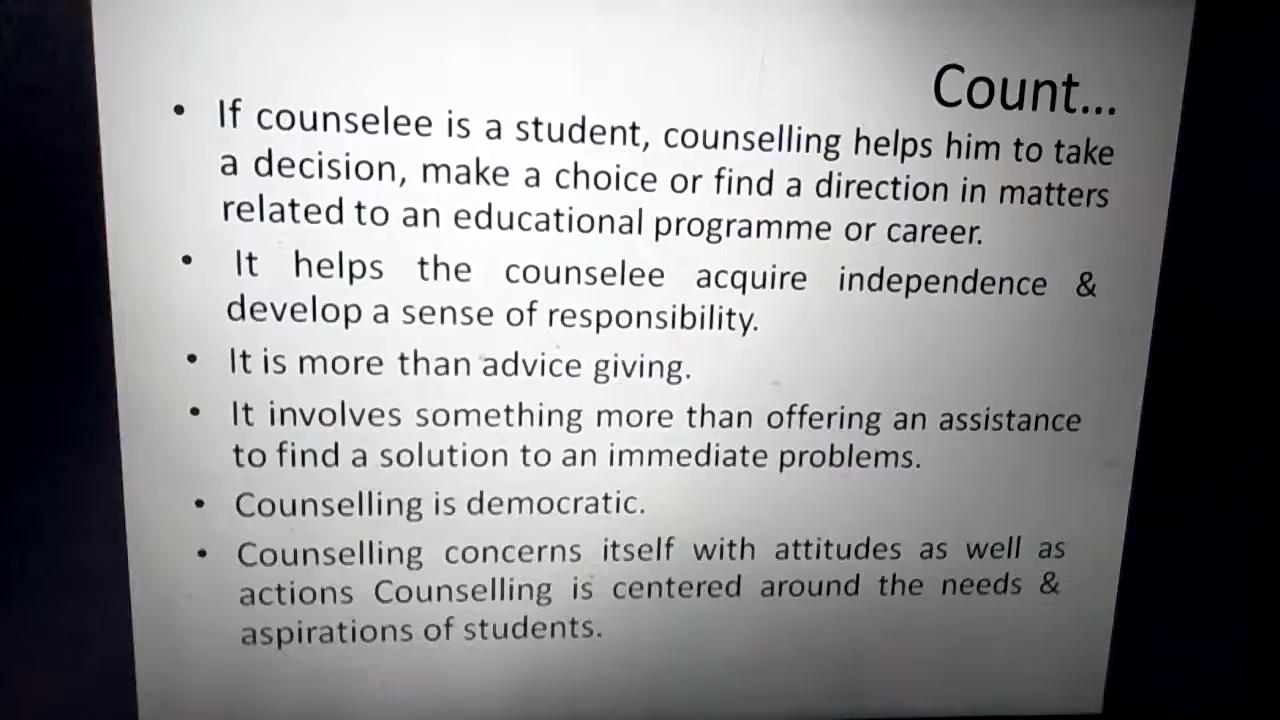 Count...
• If counselee is a student, counselling helps him to take
a decision, make a choice or find a direction in matters
related to an educational programme or career.
• It helps the counselee acquire independence &
develop a sense of responsibility.
• It is more than advice giving.
• It involves something more than offering an assistance
to find a solution to an immediate problems.
• Counselling is democratic.
• Counselling concerns itself with attitudes as well as
actions Counselling is centered around the needs &
aspirations of students.